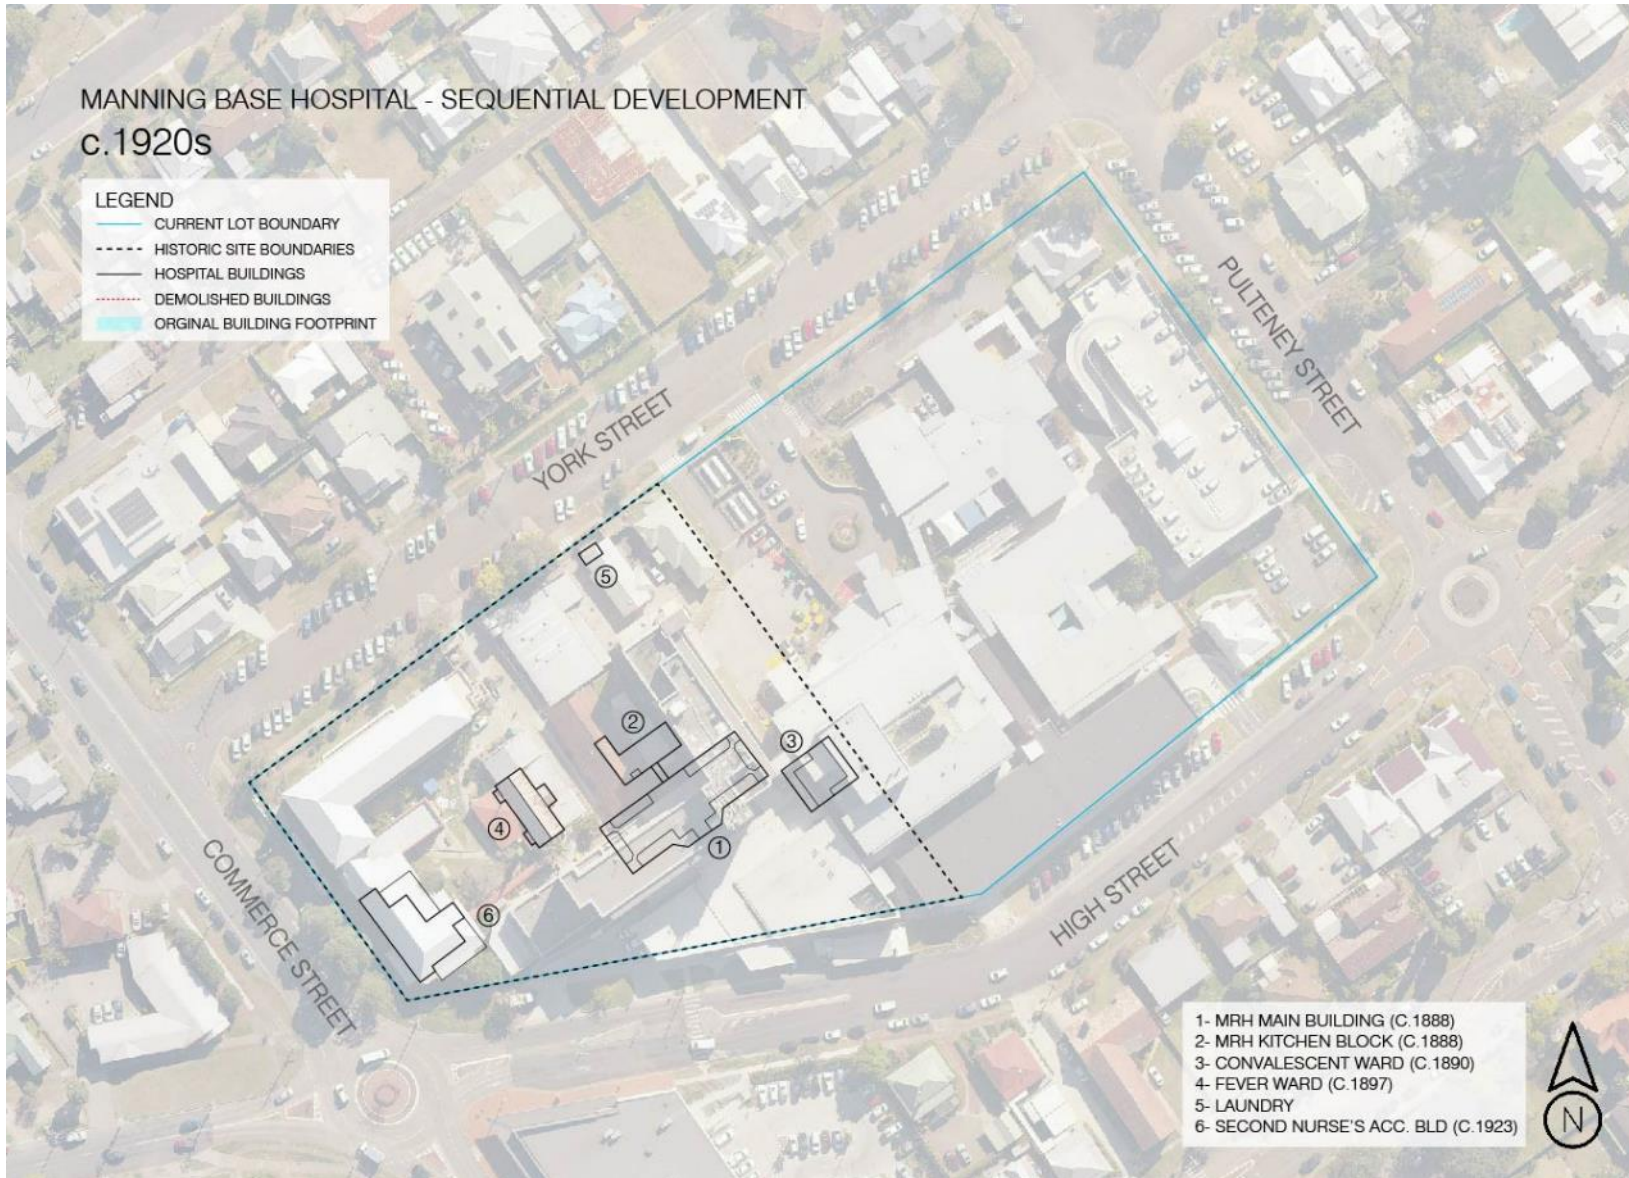 MANNING BASE HOSPITAL - SEQUENTIAL DEVELOPMENT
c.1920s
LEGEND
CURRENT LOT BOUNDARY
HISTORIC SITE BOUNDARIES
HOSPITAL BUILDINGS
DEMOLISHED BUILDINGS
ORGINAL BUILDING FOOTPRINT
PULTENEY STREET
YORK STREET
5
2
3
4
1
COMMERCE STREET
6
HIGH STREET
1- MRH MAIN BUILDING (C.1888)
2- MRH KITCHEN BLOCK (C.1888)
3- CONVALESCENT WARD (C.1890)
4- FEVER WARD (C.1897)
5- LAUNDRY
6- SECOND NURSE'S ACC. BLD (C.1923)
N